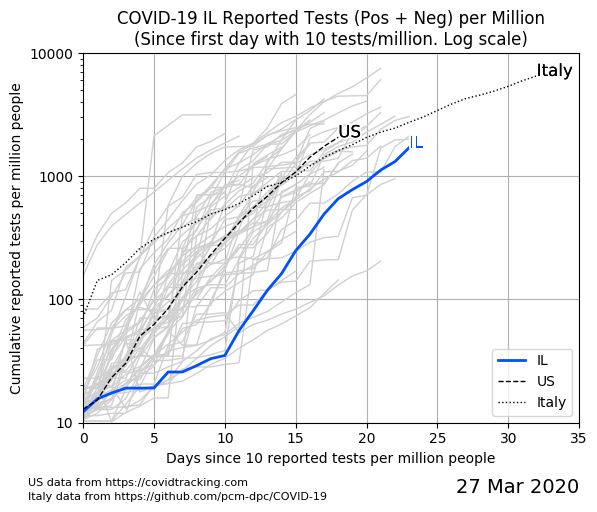 COVID-19 IL Reported Tests (Pos + Neg) per Million
(Since first day with 10 tests/million. Log scale)
Cumulative reported tests per million people
10000
1000
100
10
Italy
US
IL
IL
US
Italy
0 5 10 15 20 25 30 35
Days since 10 reported tests per million people
US data from https://covidtracking.com
Italy data from https://github.com/pcm-dpc/COVID-19
27 Mar 2020